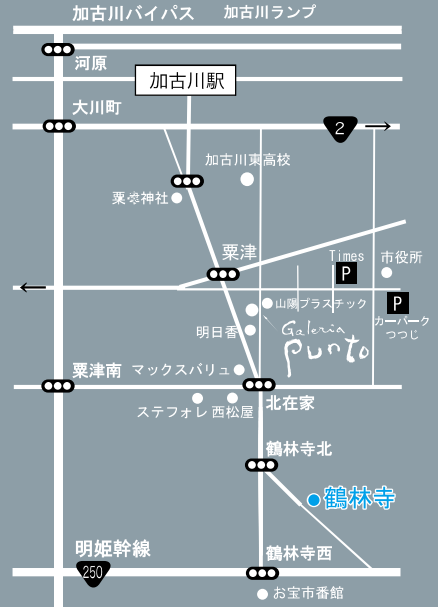 加古川バイパス 加古川ランプ
河原
加古川駅
大川町
2
加古川東高校
粟津神社
粟津
Times
P
市役所
山陽プラスチック
P
カーパーク
つつじ
明日香
Galeria
punto
粟津南
マックスバリュ
ステフォレ 西松屋
北在家
鶴林寺北
鶴林寺
明姫幹線
250
鶴林寺西
お宝市番館